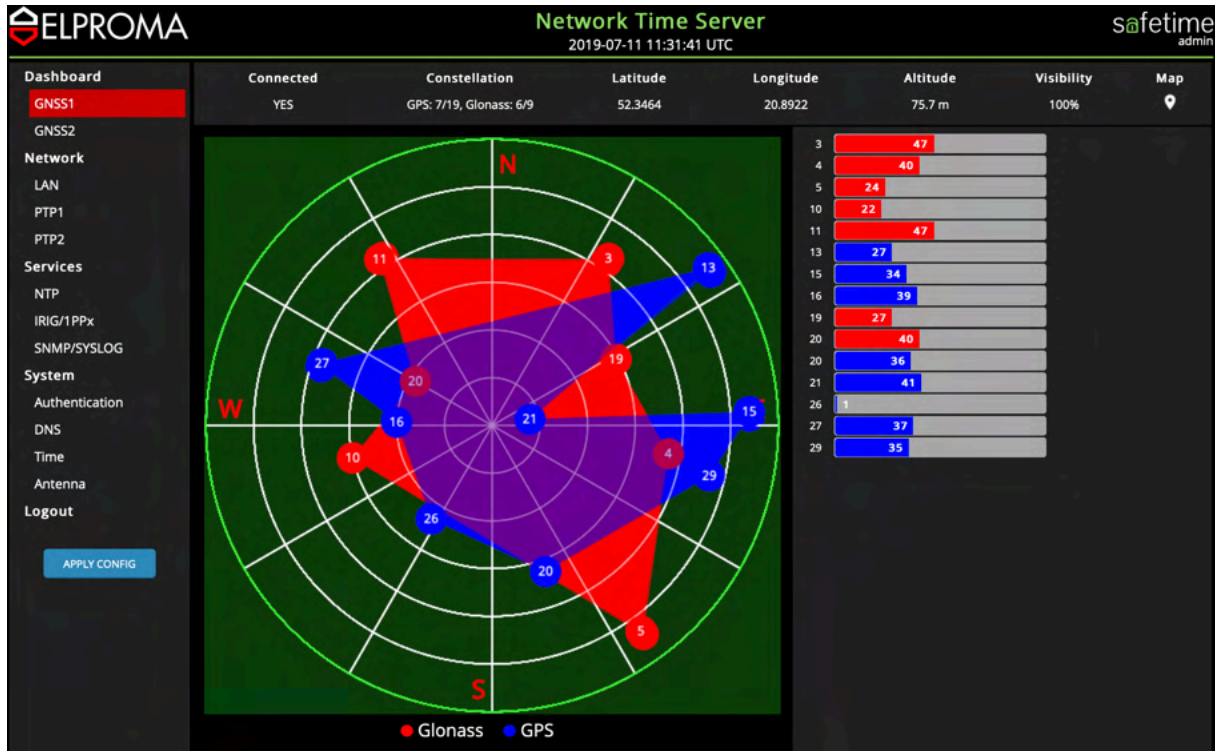 ELPROMA
Network Time Server
2019-07-11 11:31:41 UTC
safetime
admin
Dashboard
GNSS1
GNSS2
Network
LAN
PTP1
PTP2
Services
NTP
IRIG/1PPx
SNMP/SYSLOG
System
Authentication
DNS
Time
Antenna
Logout
APPLY CONFIG
Connected Constellation Latitude Longitude Altitude Visibility Map
YES GPS: 7/19, Glonass: 6/9 52.3464 20.8922 75.7 m 100%
N
11
3
13
19
27
20
W
16
21
15
10
4
29
26
20
5
S
Glonass GPS
3 47
4 40
5 24
10 22
11 47
13 27
15 34
16 39
19 27
20 40
20 36
21 41
26 1
27 37
29 35